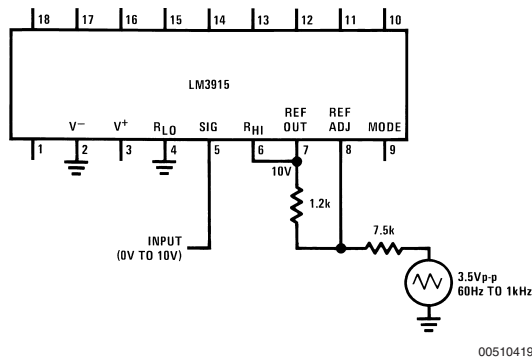 18 17 16 15 14 13 12 11 10
LM3915
V− V+ RLO SIG RHI REF OUT REF ADJ MODE
1 2 3 4 5 6 7 8 9
10V
1.2k
7.5k
INPUT
(0V TO 10V)
3.5Vp-p
60Hz TO 1kHz
00510419